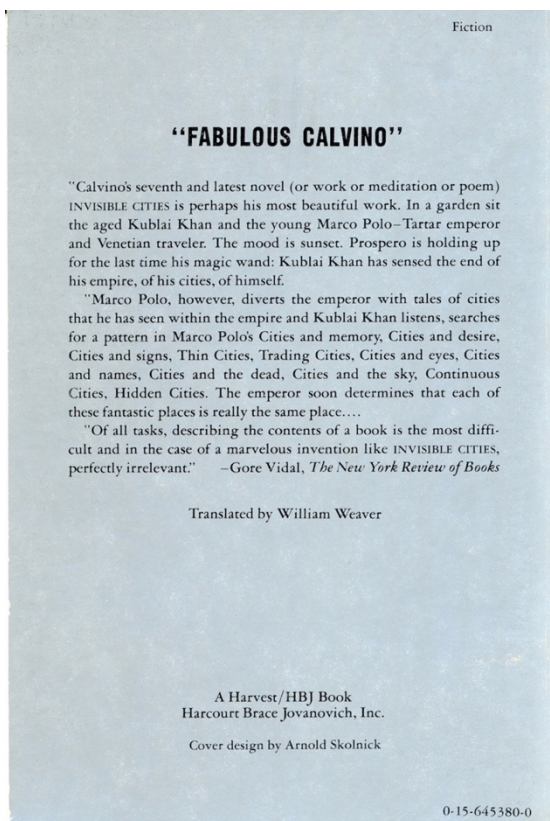 Fiction
“FABULOUS CALVINO”
"Calvino's seventh and latest novel (or work or meditation or poem)
INVISIBLE CITIES is perhaps his most beautiful work. In a garden sit
the aged Kublai Khan and the young Marco Polo–Tartar emperor
and Venetian traveler. The mood is sunset. Prospero is holding up
for the last time his magic wand: Kublai Khan has sensed the end of
his empire, of his cities, of himself.
"Marco Polo, however, diverts the emperor with tales of cities
that he has seen within the empire and Kublai Khan listens, searches
for a pattern in Marco Polo's Cities and memory, Cities and desire,
Cities and signs, Thin Cities, Trading Cities, Cities and eyes, Cities
and names, Cities and the dead, Cities and the sky, Continuous
Cities, Hidden Cities. The emperor soon determines that each of
these fantastic places is really the same place....
"Of all tasks, describing the contents of a book is the most diffi-
cult and in the case of a marvelous invention like INVISIBLE CITIES,
perfectly irrelevant." –Gore Vidal, The New York Review of Books
Translated by William Weaver
A Harvest/HBJ Book
Harcourt Brace Jovanovich, Inc.
Cover design by Arnold Skolnick
0-15-645380-0